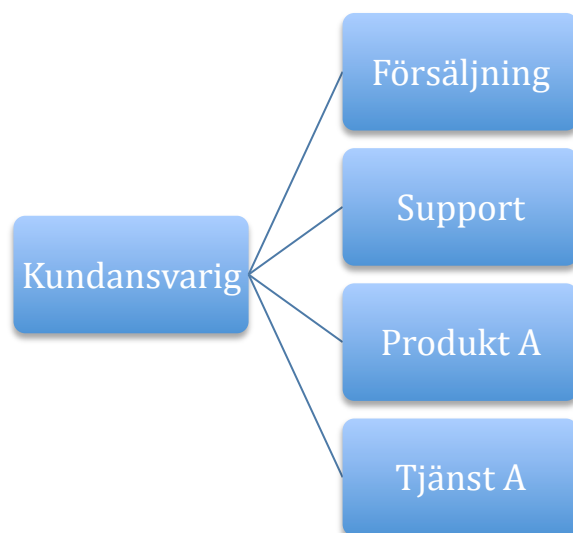 Försäljning
Support
Kundansvarig
Produkt A
Tjänst A